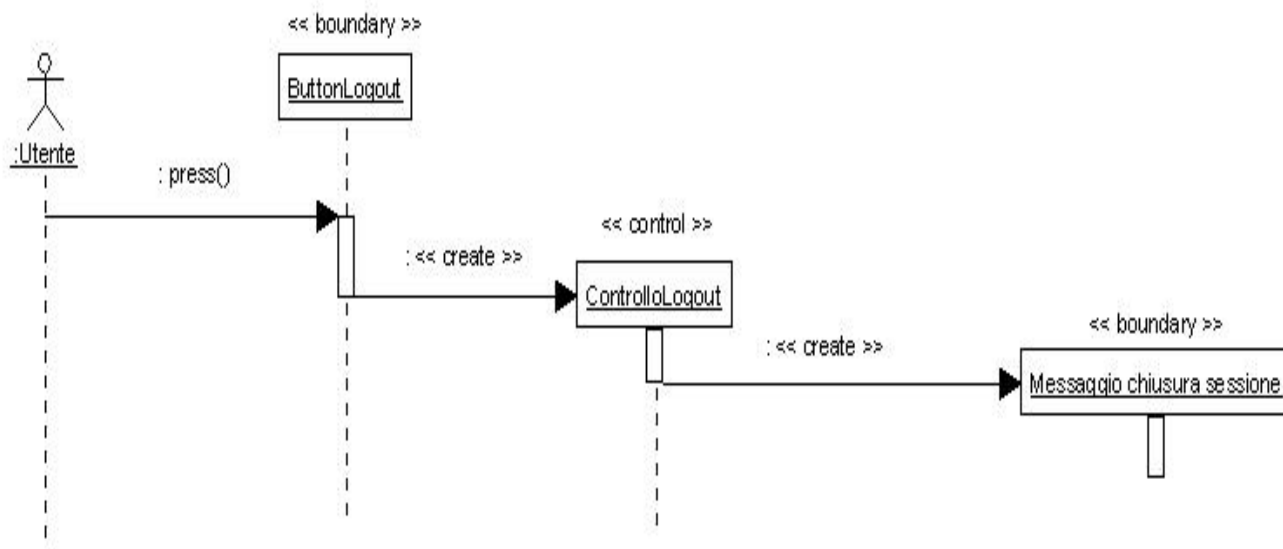 << boundary >>
ButtonLogout
:Utente
: press()
<< control >>
: << create >>
ControlloLogout
<< boundary >>
: << create >>
Messaggio chiusura sessione